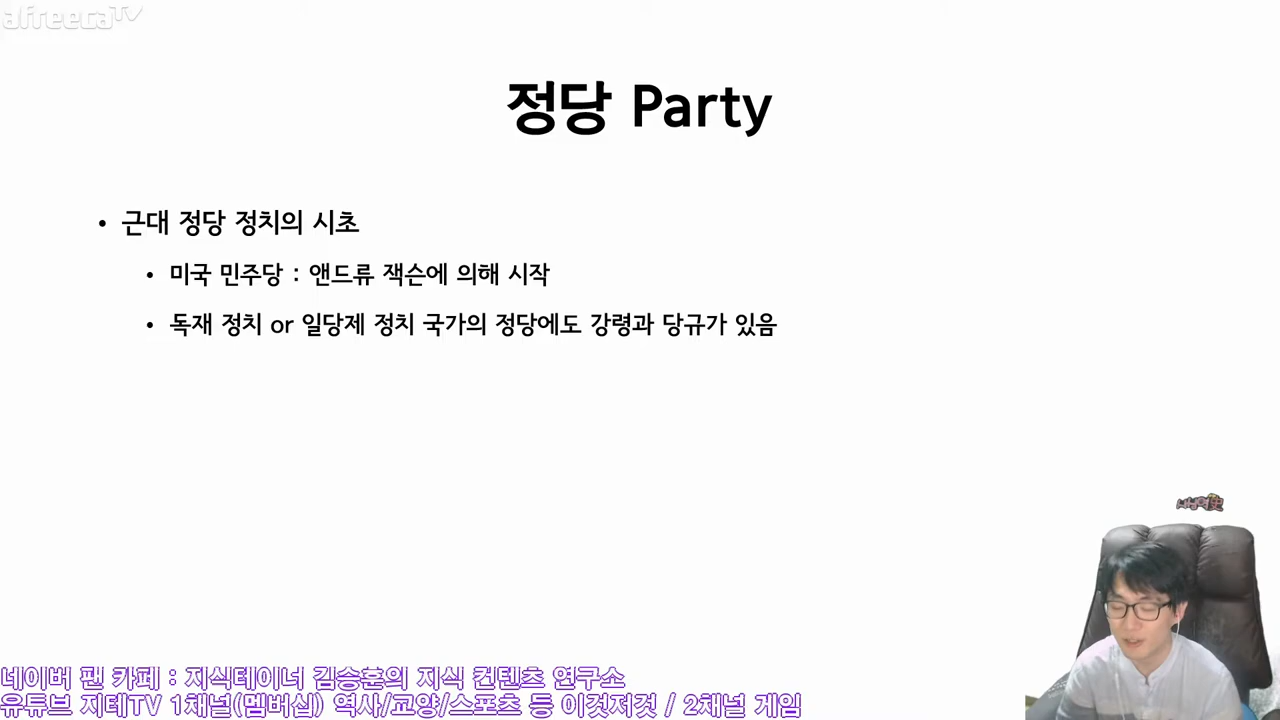 afreecaTV
정당 Party
• 근대 정당 정치의 시초
• 미국 민주당 : 앤드류 잭슨에 의해 시작
• 독재 정치 or 일당제 정치 국가의 정당에도 강령과 당규가 있음
네이버 팬 카페 : 지식테이너 김승훈의 지식 컨텐츠 연구소
유튜브 지테TV 1채널(멤버십) 역사/교양/스포츠 등 이것저것 / 2채널 게임